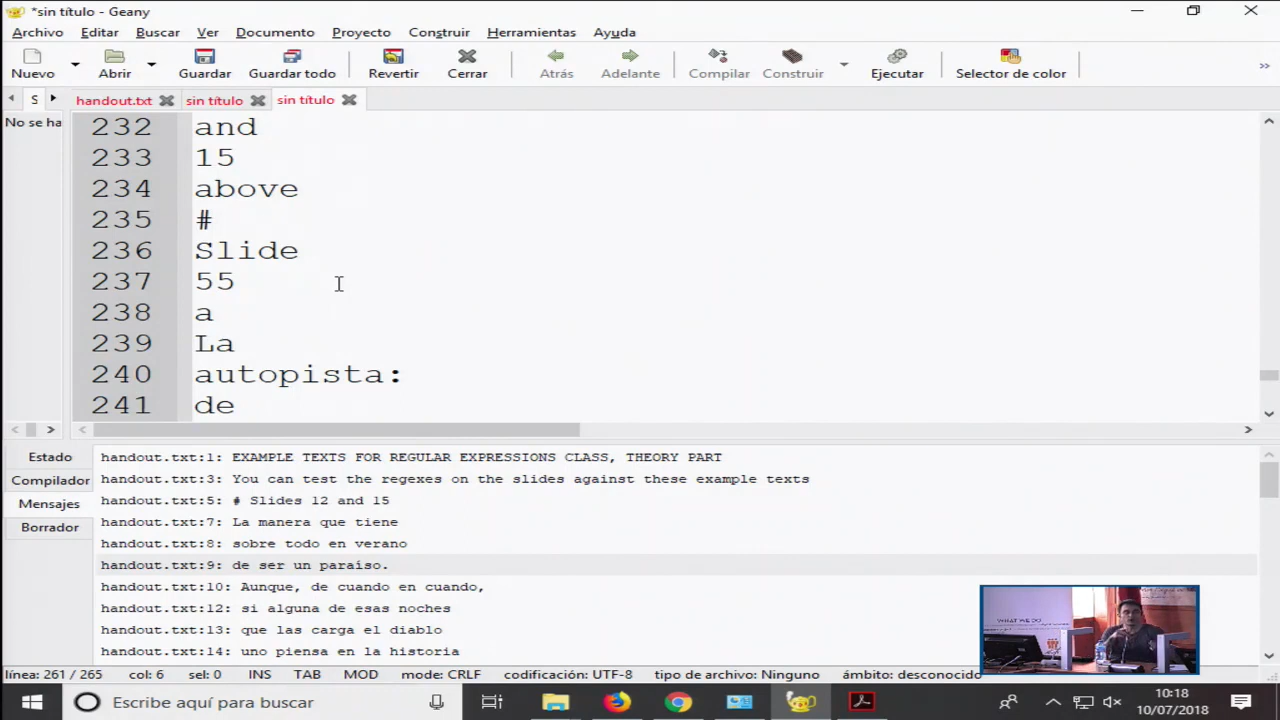 *sin título - Geany
Archivo Editar Buscar Ver Documento Proyecto Construir Herramientas Ayuda
Nuevo Abrir Guardar Guardar todo Revertir Cerrar Atrás Adelante Compilar Construir Ejecutar Selector de color
S handout.txt sin título sin título
No se ha
232 and
233 15
234 above
235 #
236 Slide
237 55
238 a
239 La
240 autopista:
241 de
Estado
Compilador
Mensajes
Borrador
handout.txt:1: EXAMPLE TEXTS FOR REGULAR EXPRESSIONS CLASS, THEORY PART
handout.txt:3: You can test the regexes on the slides against these example texts
handout.txt:5: # Slides 12 and 15
handout.txt:7: La manera que tiene
handout.txt:8: sobre todo en verano
handout.txt:9: de ser un paraíso.
handout.txt:10: Aunque, de cuando en cuando,
handout.txt:12: si alguna de esas noches
handout.txt:13: que las carga el diablo
handout.txt:14: uno piensa en la historia
WHAT WE DO
línea: 261 / 265 col: 6 sel: 0 INS TAB MOD mode: CRLF codificación: UTF-8 tipo de archivo: Ninguno ámbito: desconocido
Escribe aquí para buscar
10:18
10/07/2018